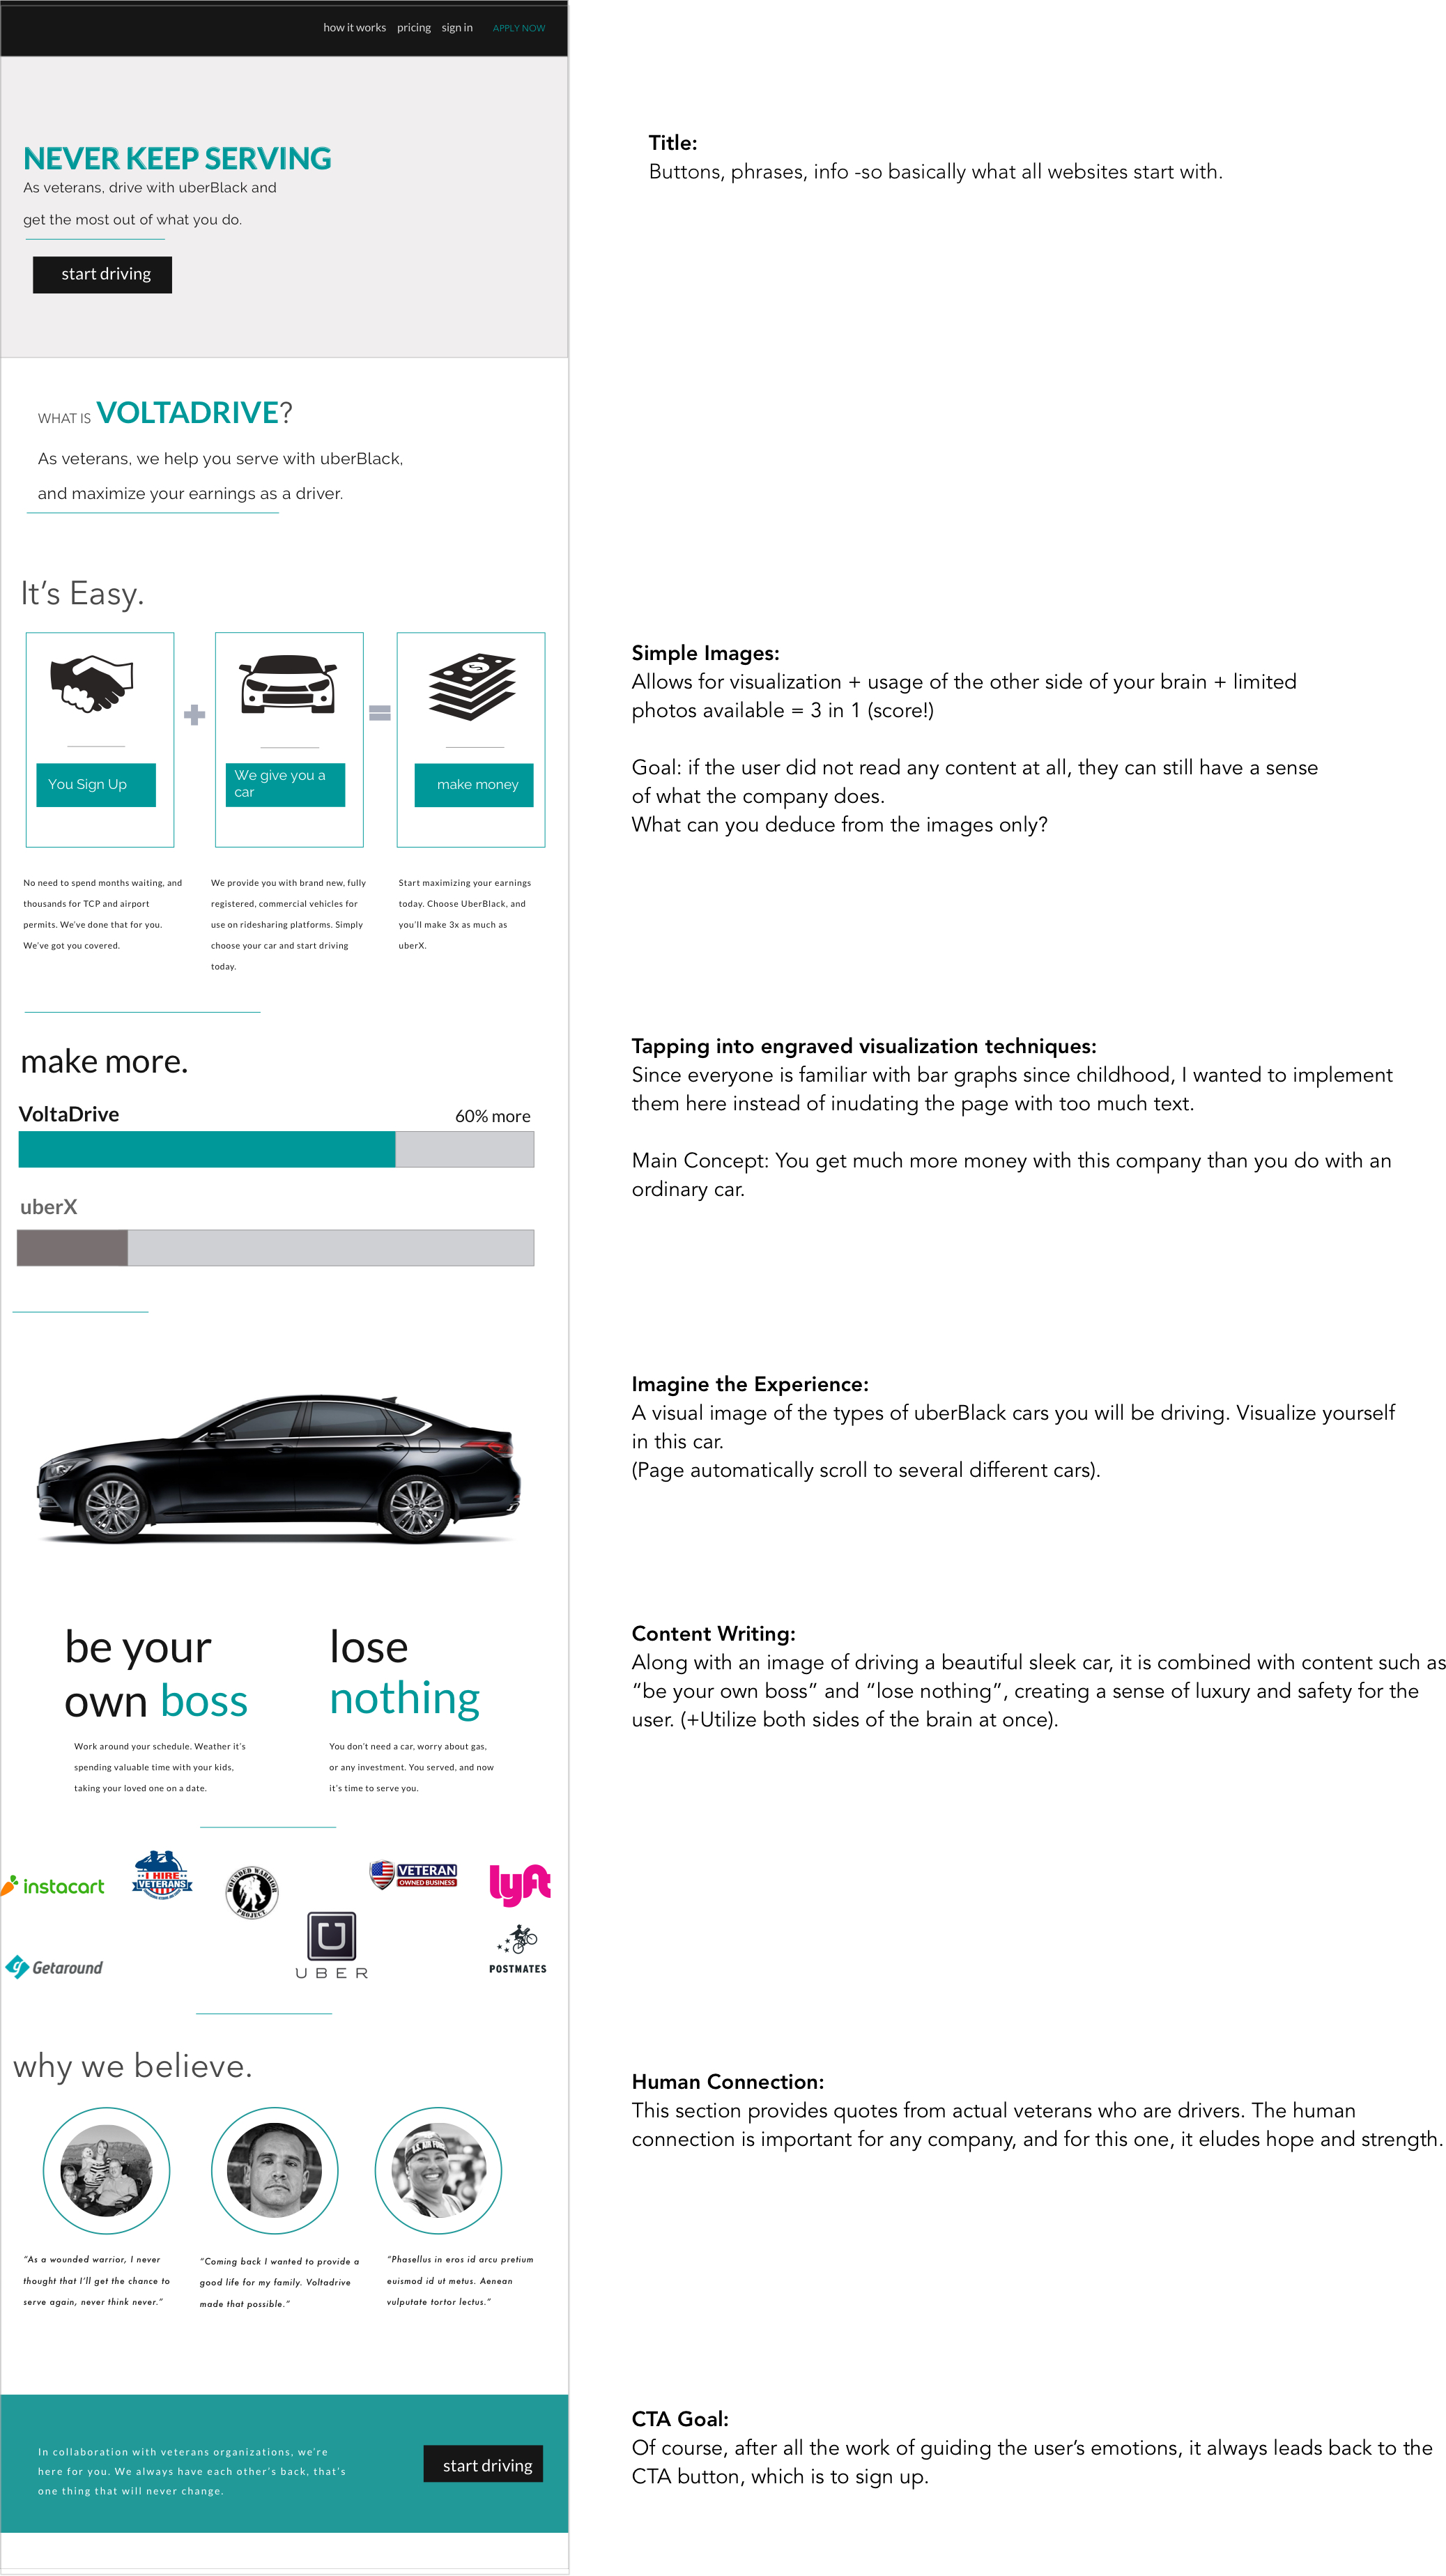 how it works pricing sign in APPLY NOW
NEVER KEEP SERVING
As veterans, drive with uberBlack and
get the most out of what you do.
start driving
Title:
Buttons, phrases, info -so basically what all websites start with.
WHAT IS VOLTADRIVE?
As veterans, we help you serve with uberBlack,
and maximize your earnings as a driver.
It's Easy.
You Sign Up
We give you a
car
make money
No need to spend months waiting, and
thousands for TCP and airport
permits. We've done that for you.
We've got you covered.
We provide you with brand new, fully
registered, commercial vehicles for
use on ridesharing platforms. Simply
choose your car and start driving
today.
Start maximizing your earnings
today. Choose UberBlack, and
you'll make 3x as much as
uberX.
Simple Images:
Allows for visualization + usage of the other side of your brain + limited
photos available = 3 in 1 (score!)
Goal: if the user did not read any content at all, they can still have a sense
of what the company does.
What can you deduce from the images only?
make more.
VoltaDrive
60% more
uberX
Tapping into engraved visualization techniques:
Since everyone is familiar with bar graphs since childhood, I wanted to implement
them here instead of inudating the page with too much text.
Main Concept: You get much more money with this company than you do with an
ordinary car.
Imagine the Experience:
A visual image of the types of uberBlack cars you will be driving. Visualize yourself
in this car.
(Page automatically scroll to several different cars).
be your
own boss
Work around your schedule. Weather it's
spending valuable time with your kids,
taking your loved one on a date.
lose
nothing
You don't need a car, worry about gas,
or any investment. You served, and now
it's time to serve you.
Content Writing:
Along with an image of driving a beautiful sleek car, it is combined with content such as
“be your own boss” and “lose nothing”, creating a sense of luxury and safety for the
user. (+Utilize both sides of the brain at once).
instacart
I HIRE
VETERANS
WOUNDED WARRIOR
PROJECT
VETERAN
OWNED BUSINESS
lyft
Getaround
U
UBER
POSTMATES
why we believe.
“As a wounded warrior, I never
thought that I'll get the chance to
serve again, never think never.”
“Coming back I wanted to provide a
good life for my family. Voltadrive
made that possible.”
“Phasellus in eros id arcu pretium
euismod id ut metus. Aenean
vulputate tortor lectus.”
Human Connection:
This section provides quotes from actual veterans who are drivers. The human
connection is important for any company, and for this one, it eludes hope and strength.
In collaboration with veterans organizations, we're
here for you. We always have each other's back, that's
one thing that will never change.
start driving
CTA Goal:
Of course, after all the work of guiding the user's emotions, it always leads back to the
CTA button, which is to sign up.